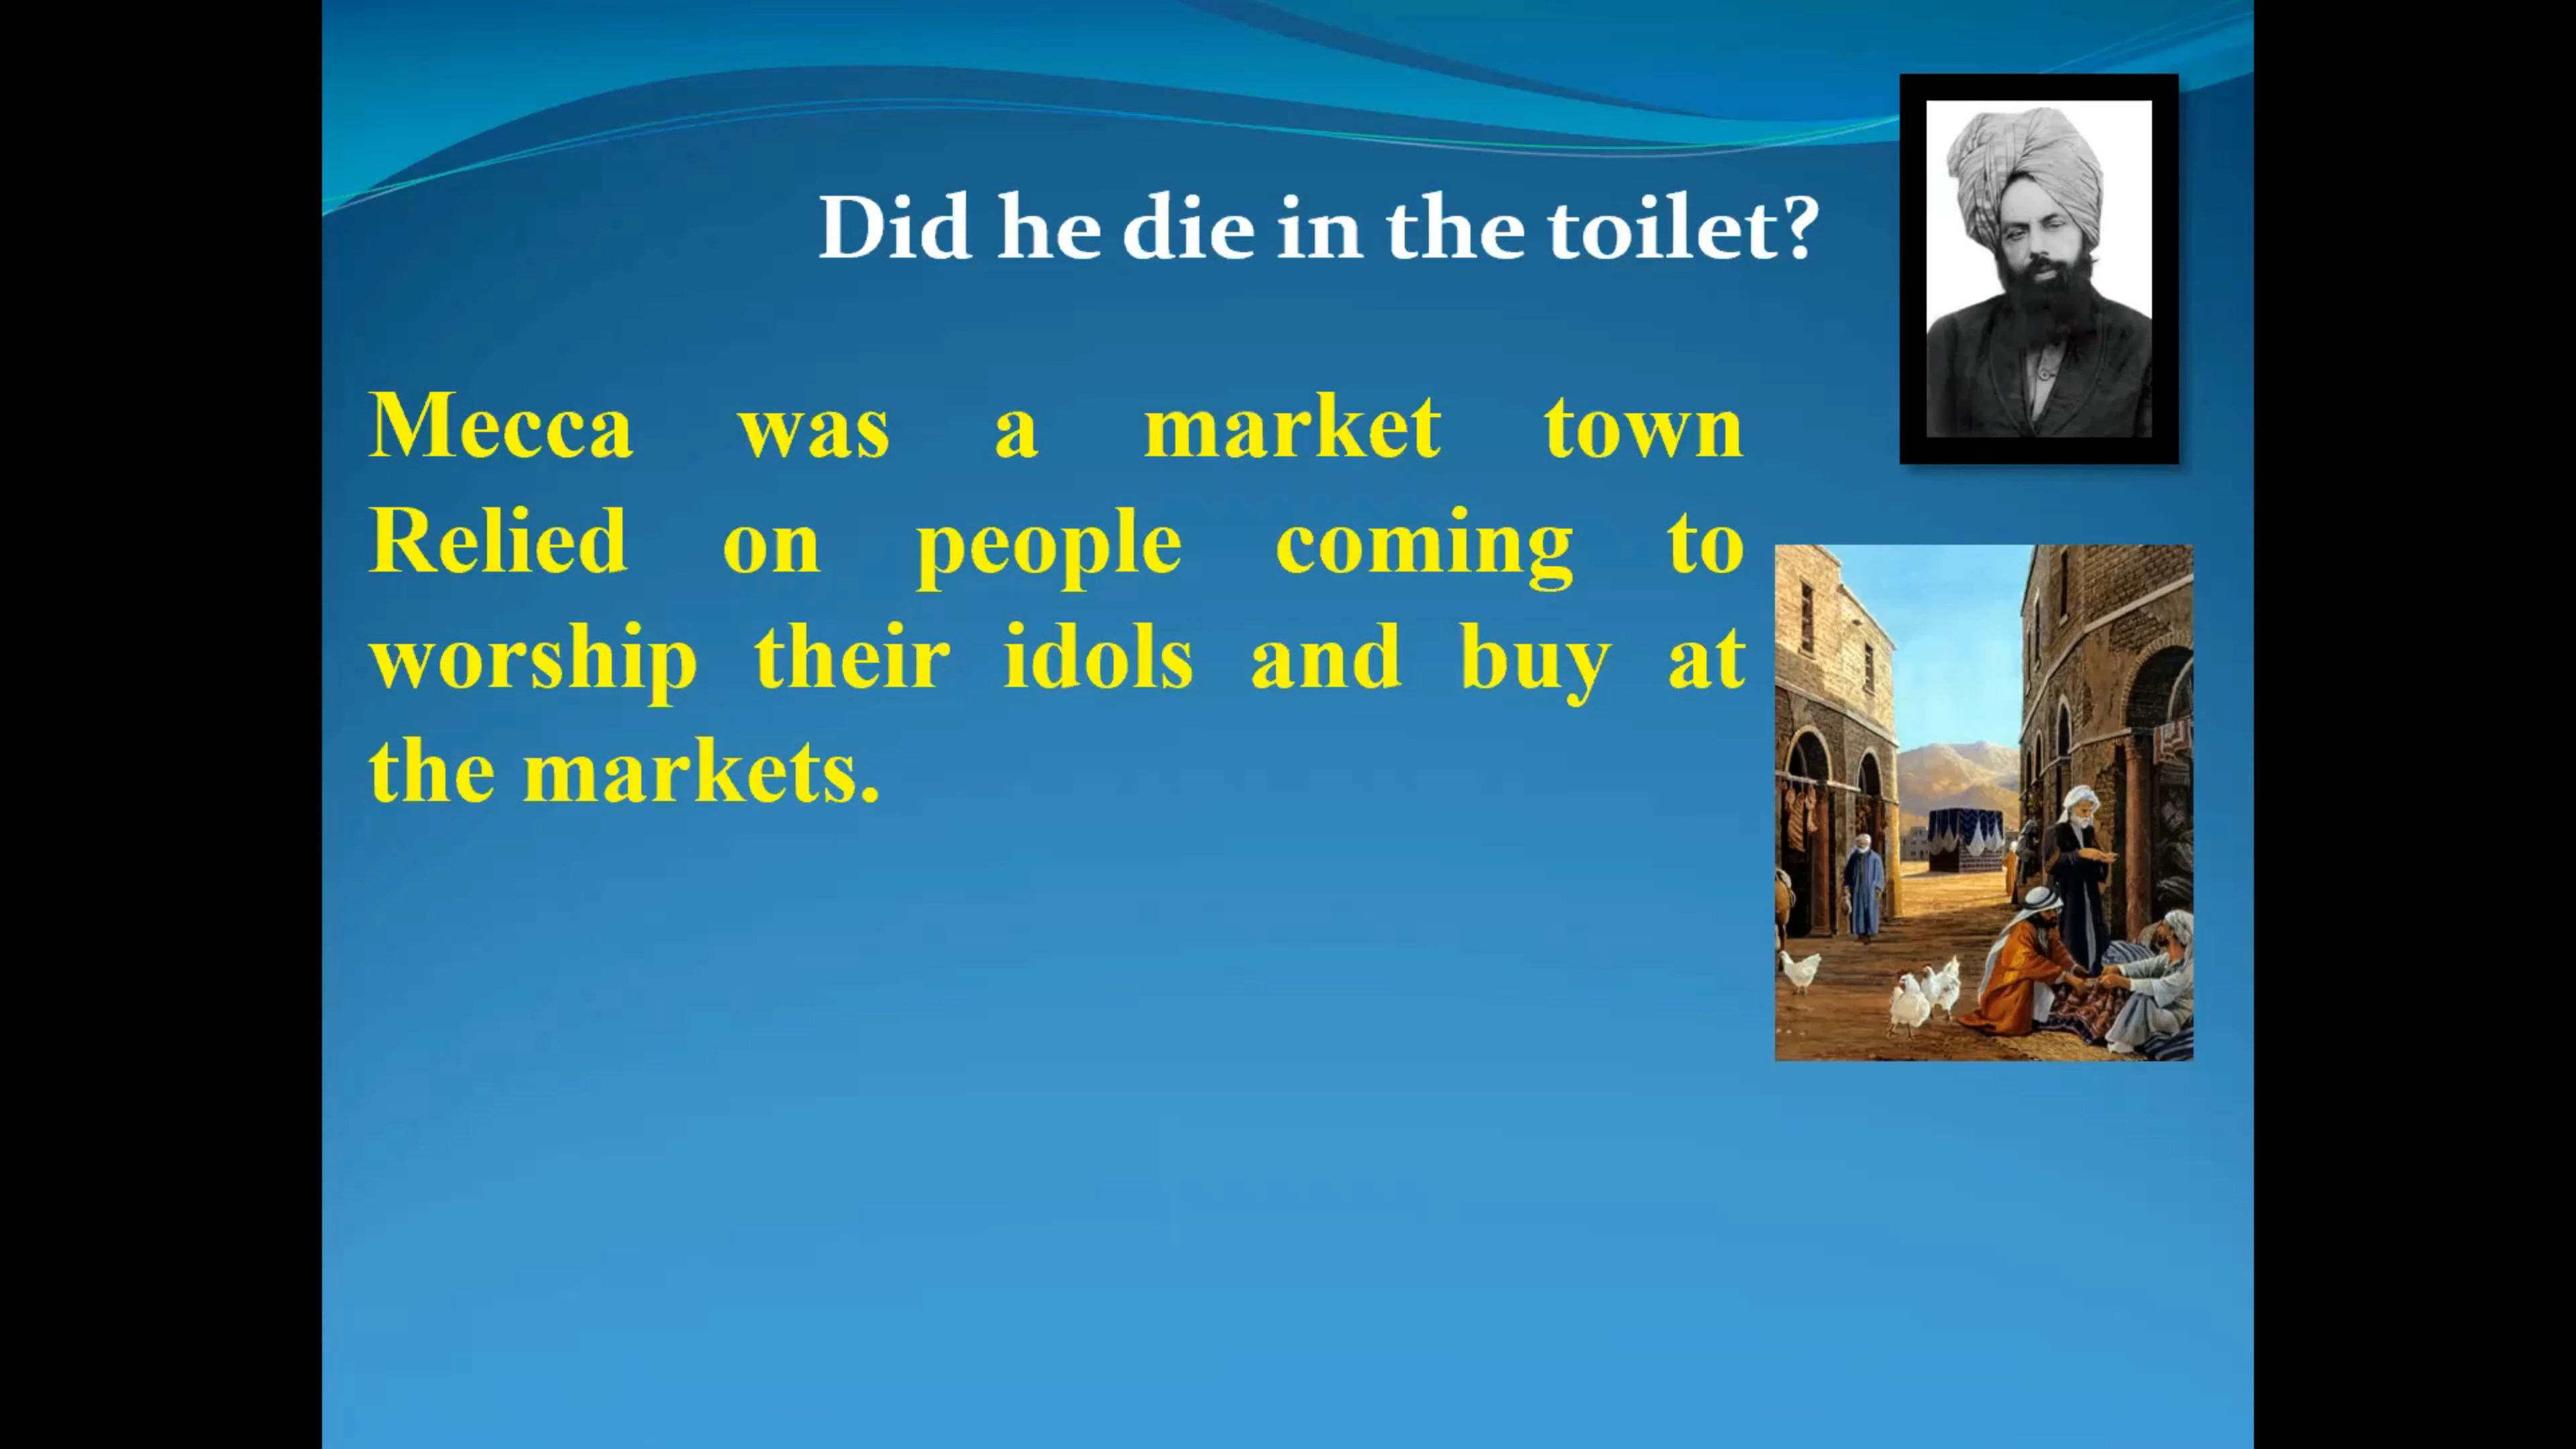 Did he die in the toilet?
Mecca was a market town
Relied on people coming to
worship their idols and buy at
the markets.